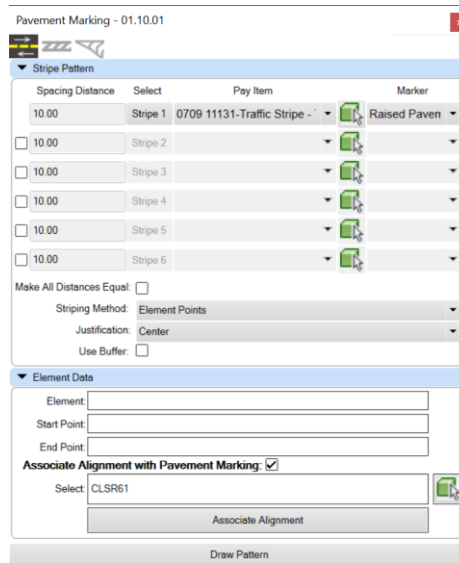 Pavement Marking - 01.10.01
Stripe Pattern
Spacing Distance Select Pay Item Marker
10.00 Stripe 1 0709 11131-Traffic Stripe - Raised Paven
10.00 Stripe 2
10.00 Stripe 3
10.00 Stripe 4
10.00 Stripe 5
10.00 Stripe 6
Make All Distances Equal:
Striping Method: Element Points
Justification: Center
Use Buffer:
Element Data
Element:
Start Point:
End Point:
Associate Alignment with Pavement Marking:
Select: CLSR61
Associate Alignment
Draw Pattern